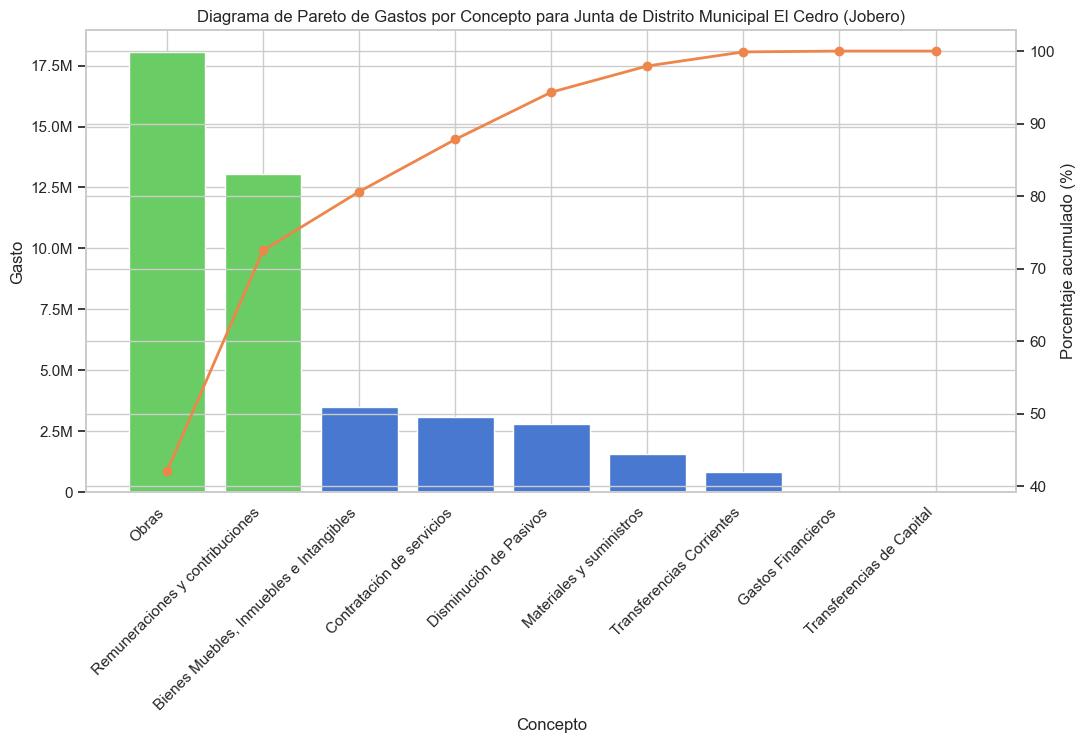 Diagrama de Pareto de Gastos por Concepto para Junta de Distrito Municipal El Cedro (Jobero)
Gasto
17.5M
15.0M
12.5M
10.0M
7.5M
5.0M
2.5M
0
100
90
80
70
60
50
40
Porcentaje acumulado (%)
Obras
Remuneraciones y contribuciones
Bienes Muebles, Inmuebles e Intangibles
Contratación de servicios
Disminución de Pasivos
Materiales y suministros
Transferencias Corrientes
Gastos Financieros
Transferencias de Capital
Concepto